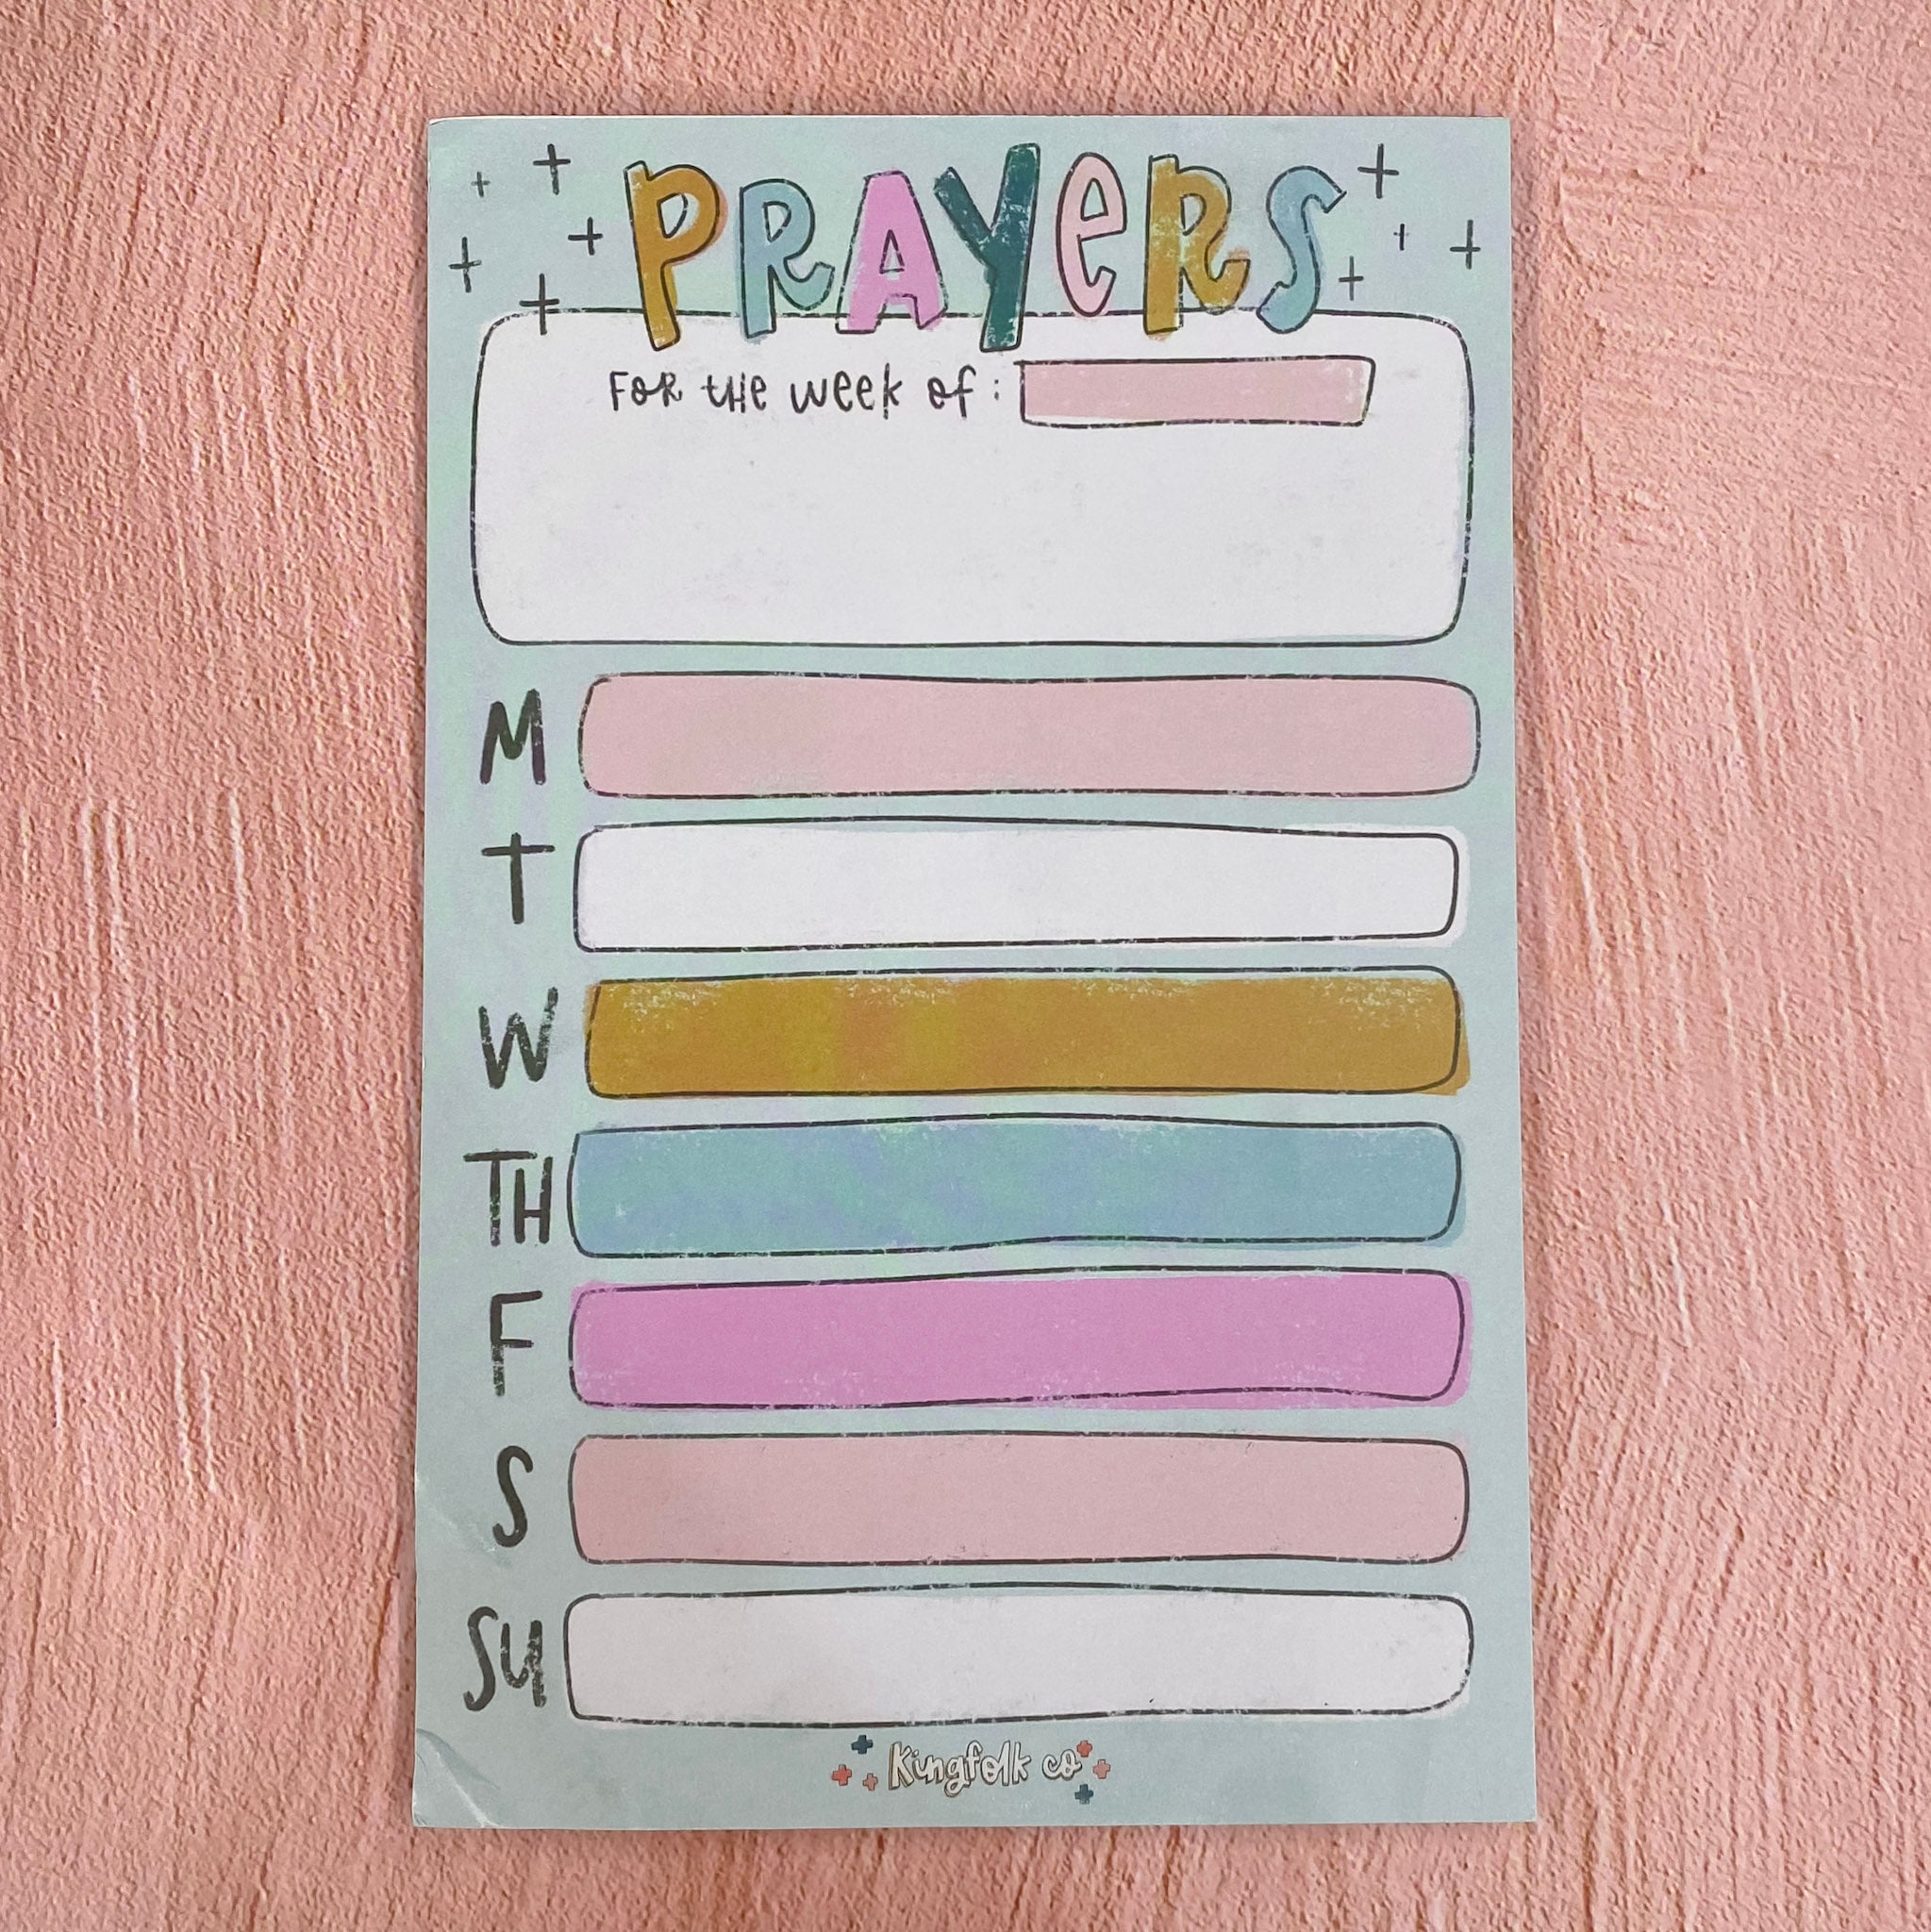 PRAYERS
FOR tHe week of:
M
T
W
TH
F
S
Su
Kingfolk co